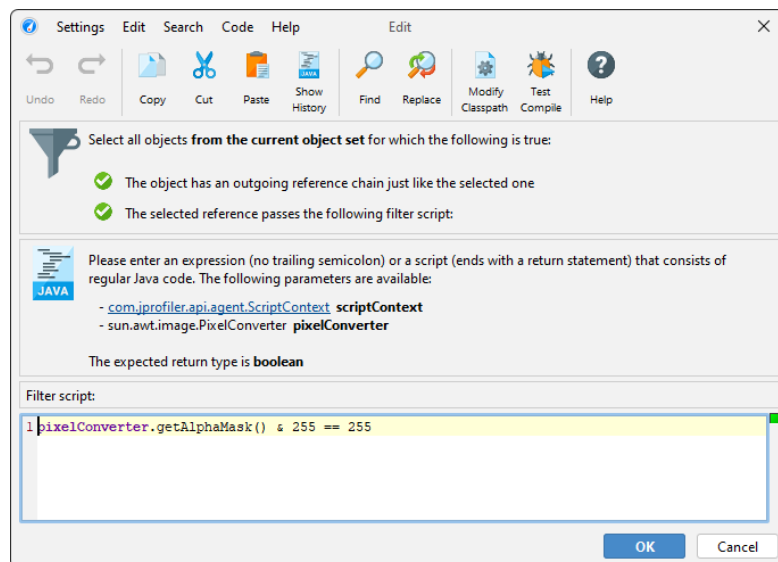 Settings Edit Search Code Help Edit
Undo Redo Copy Cut Paste Show History Find Replace Modify Classpath Test Compile Help
Select all objects from the current object set for which the following is true:
The object has an outgoing reference chain just like the selected one
The selected reference passes the following filter script:
JAVA
Please enter an expression (no trailing semicolon) or a script (ends with a return statement) that consists of
regular Java code. The following parameters are available:
- com.jprofiler.api.agent.ScriptContext scriptContext
- sun.awt.image.PixelConverter pixelConverter
The expected return type is boolean
Filter script:
1 pixelConverter.getAlphaMask() & 255 == 255
OK Cancel